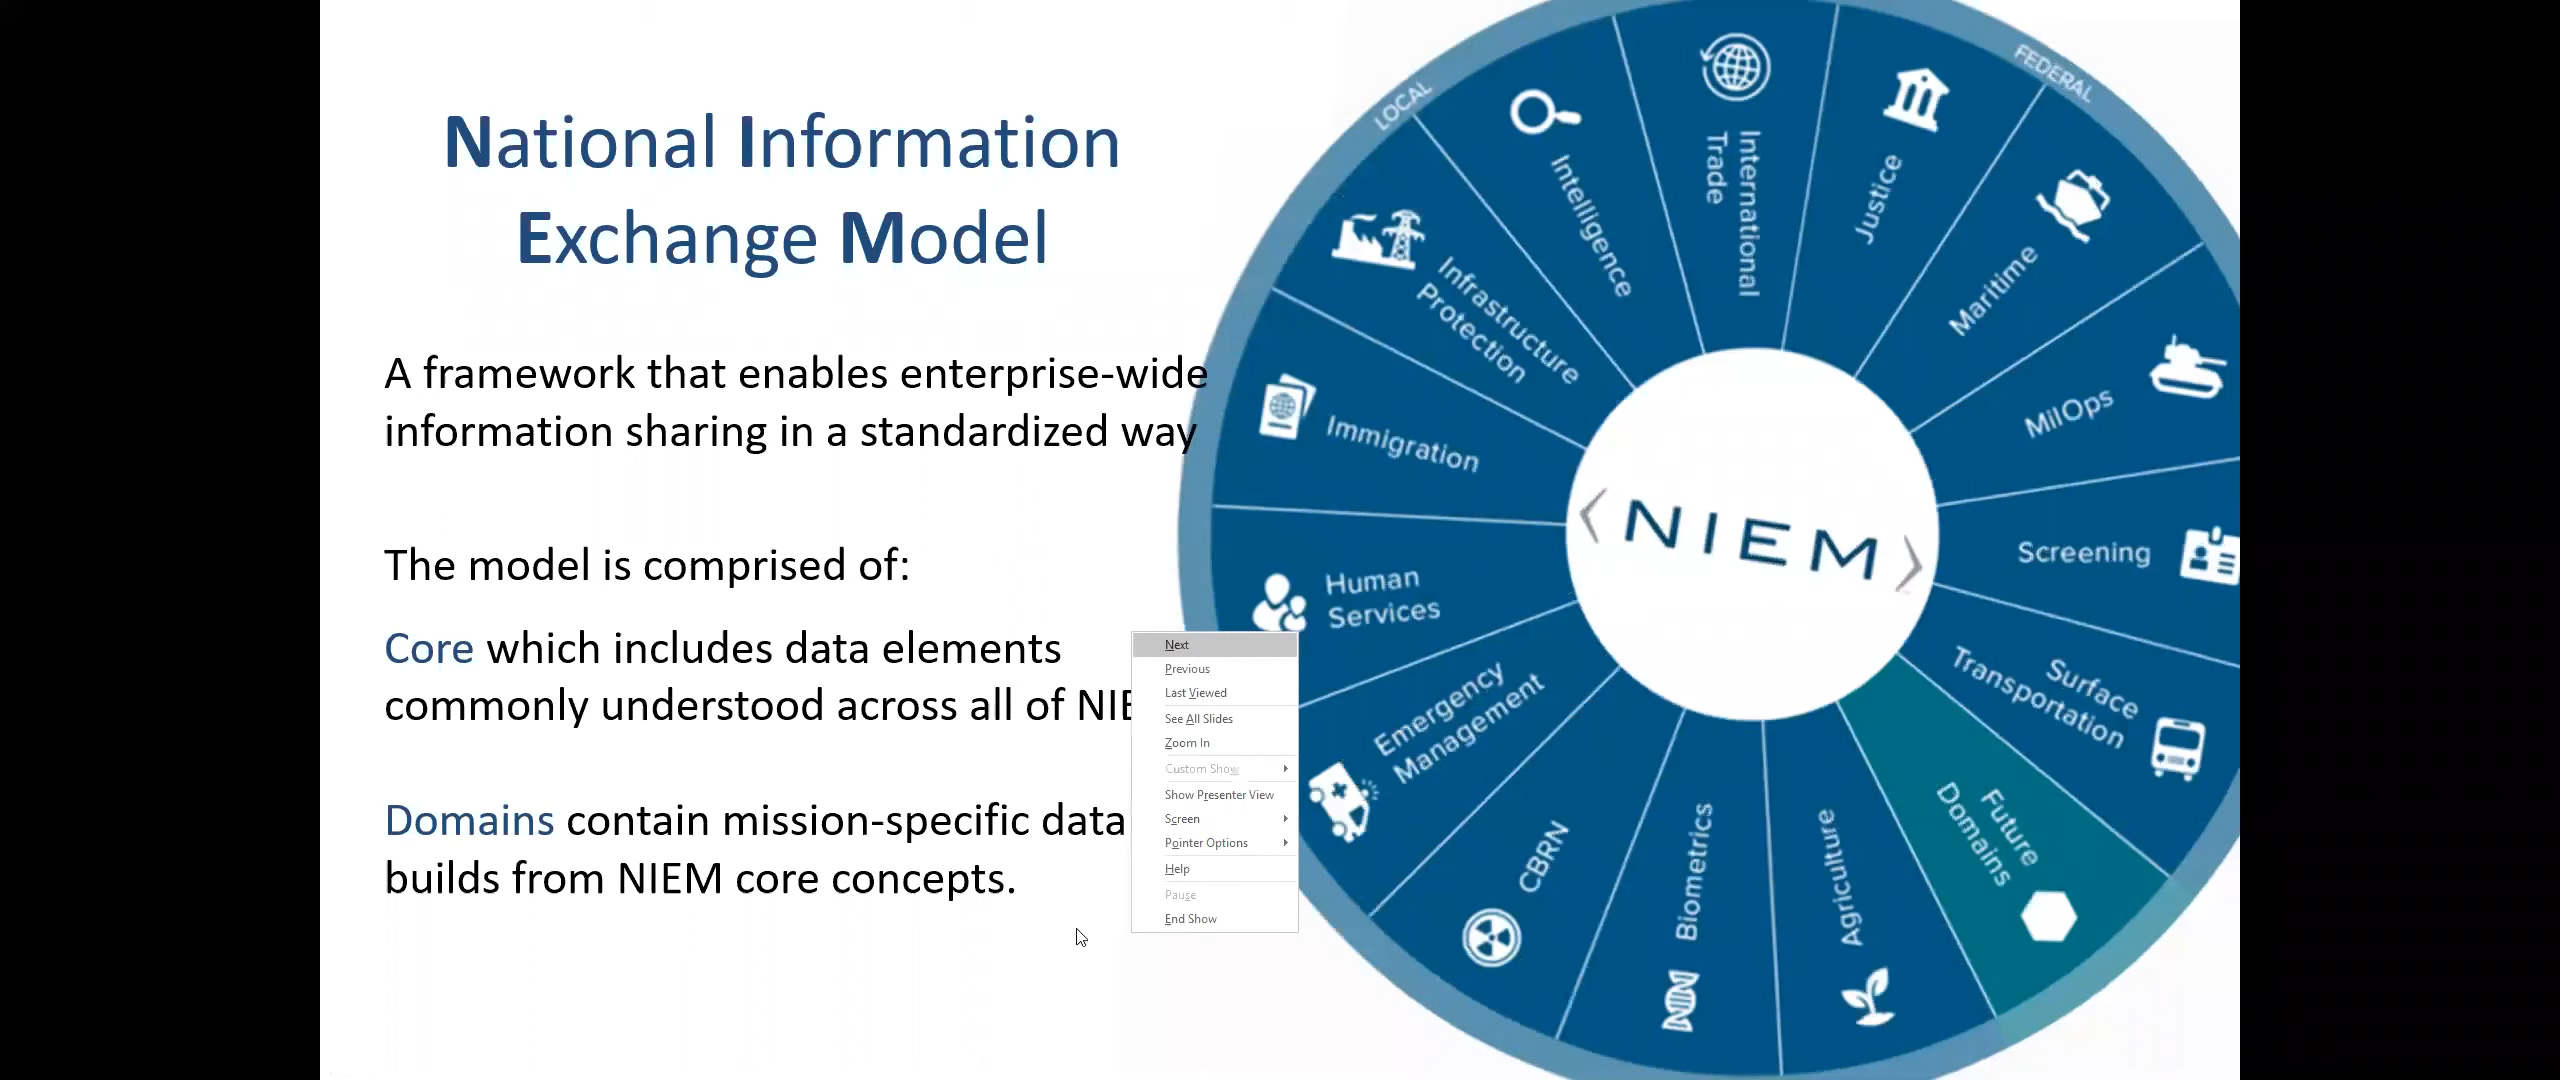 National Information
Exchange Model
A framework that enables enterprise-wide
information sharing in a standardized way
The model is comprised of:
Core which includes data elements
commonly understood across all of
Domains contain mission-specific data
builds from NIEM core concepts.
Next
Previous
Last Viewed
See All Slides
Zoom In
Custom Show
Show Presenter View
Screen
Pointer Options
Help
Pause
End Show
LOCAL
FEDERAL
Intelligence
International
Trade
Justice
Maritime
MilOps
Screening
Surface
Transportation
Future
Domains
Agriculture
Biometrics
CBRN
Emergency
Management
Human
Services
Immigration
Infrastructure
Protection
<NIEM>